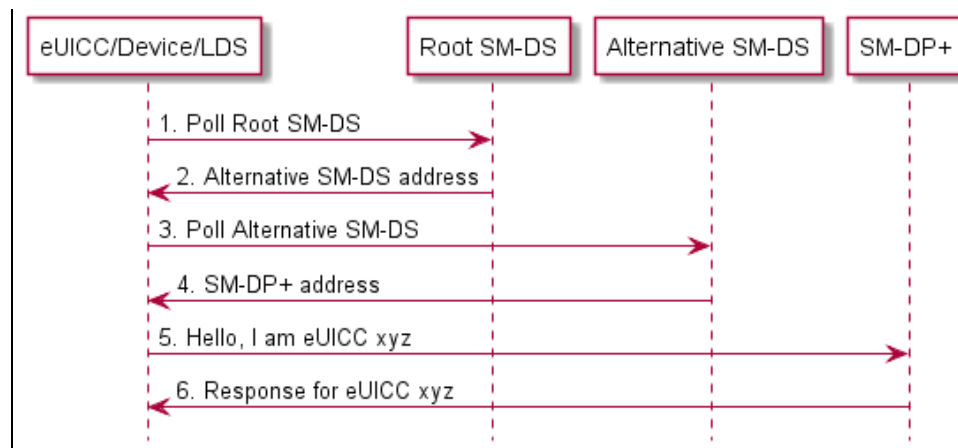 eUICC/Device/LDS
Root SM-DS
Alternative SM-DS
SM-DP+
1. Poll Root SM-DS
2. Alternative SM-DS address
3. Poll Alternative SM-DS
4. SM-DP+ address
5. Hello, I am eUICC xyz
6. Response for eUICC xyz